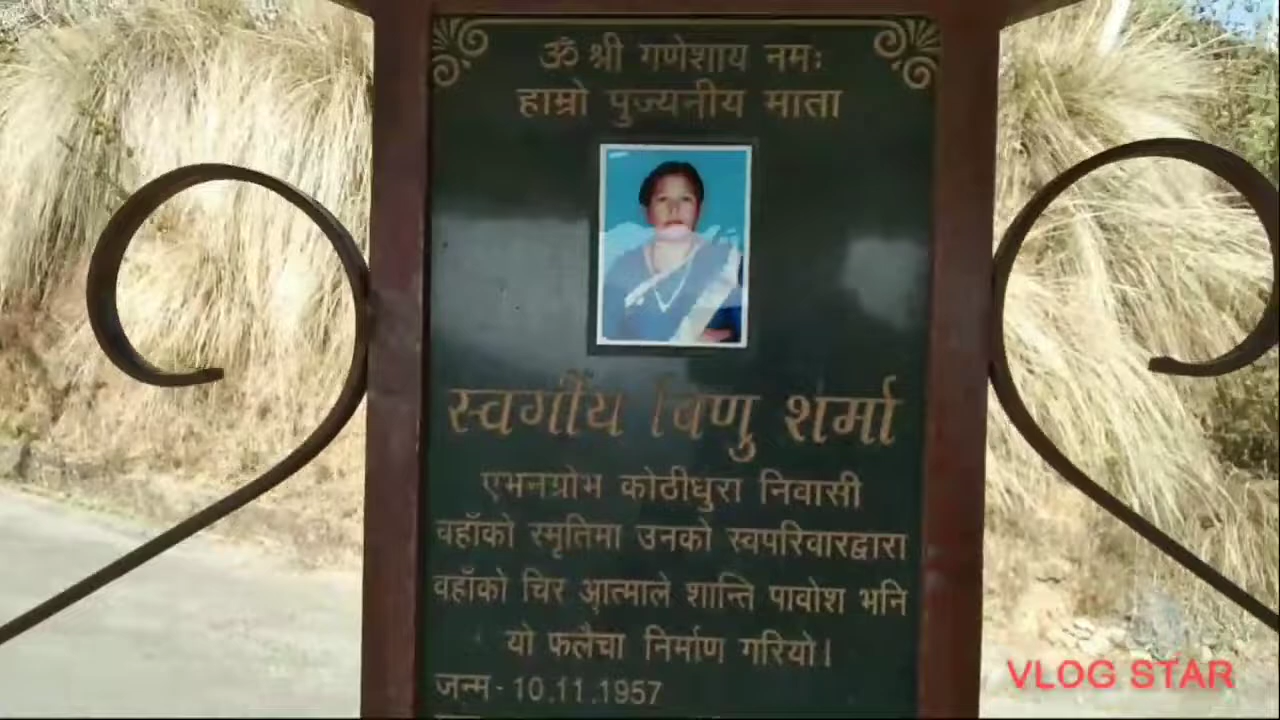 ॐ श्री गणेशाय नमः
हाम्रो पुज्यनीय माता
स्वर्गीय विणु शर्मा
एभनग्रोभ कोठीधुरा निवासी
वहाँको स्मृतिमा उनको स्वपरिवारद्वारा
वहाँको चिर आत्माले शान्ति पावोश भनि
यो फलैचा निर्माण गरियो।
जन्म - 10.11.1957
VLOG STAR